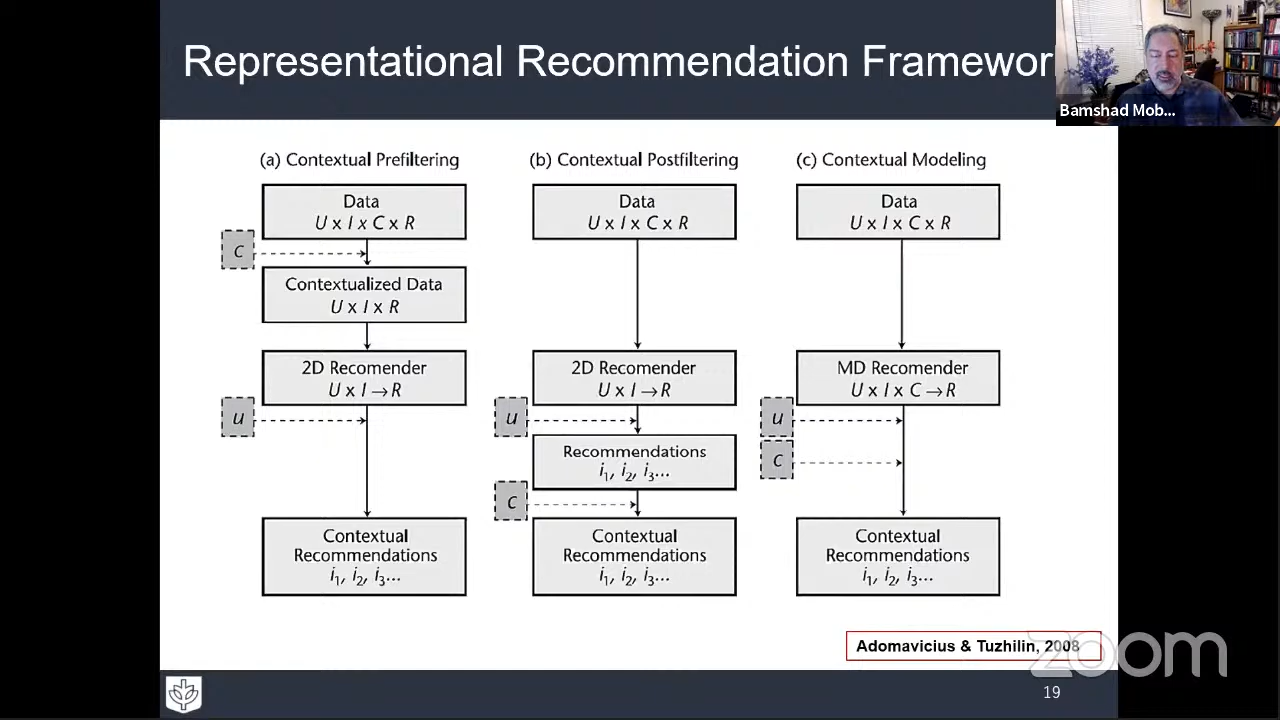 Representational Recommendation Framewor
Bamshad Mob...
(a) Contextual Prefiltering
Data
U x I x C x R
C
Contextualized Data
U x I x R
2D Recomender
U x I → R
u
Contextual
Recommendations
i1, i2, i3...
(b) Contextual Postfiltering
Data
U x I x C x R
2D Recomender
U x I → R
u
Recommendations
i1, i2, i3...
C
Contextual
Recommendations
i1, i2, i3...
(c) Contextual Modeling
Data
U x I x C x R
MD Recomender
U x I x C → R
u
C
Contextual
Recommendations
i1, i2, i3...
Adomavicius & Tuzhilin, 2008
zoom
19